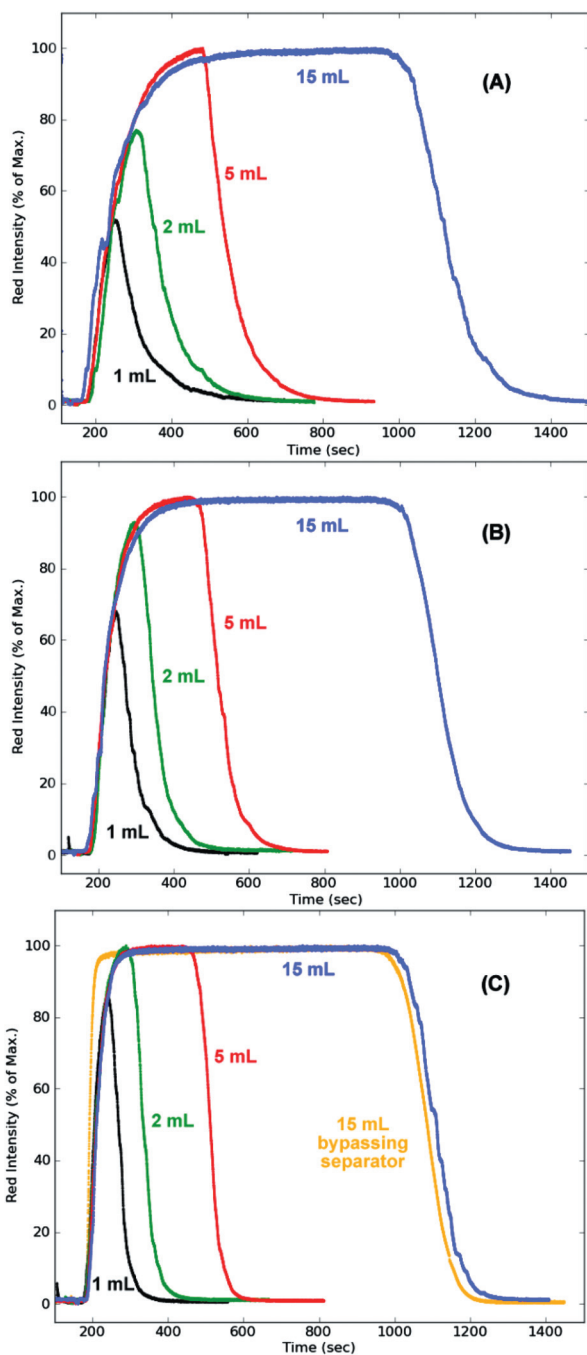 100
80
60
40
20
0
Red Intensity (% of Max.)
15 mL
(A)
5 mL
2 mL
1 mL
200
400
600
800
1000
1200
1400
Time (sec)
100
80
60
40
20
0
Red Intensity (% of Max.)
15 mL
(B)
5 mL
2 mL
1 mL
200
400
600
800
1000
1200
1400
Time (sec)
100
80
60
40
20
0
Red Intensity (% of Max.)
15 mL
(C)
5 mL
2 mL
15 mL
bypassing
separator
1 mL
200
400
600
800
1000
1200
1400
Time (sec)